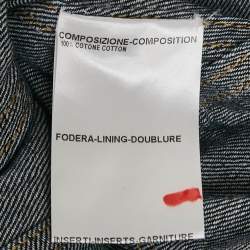 COMPOSIZIONE-COMPOSITION
100% COTONE COTTON
FODERA-LINING-DOUBLURE
INSERTI-INSERTS-GARNITURE